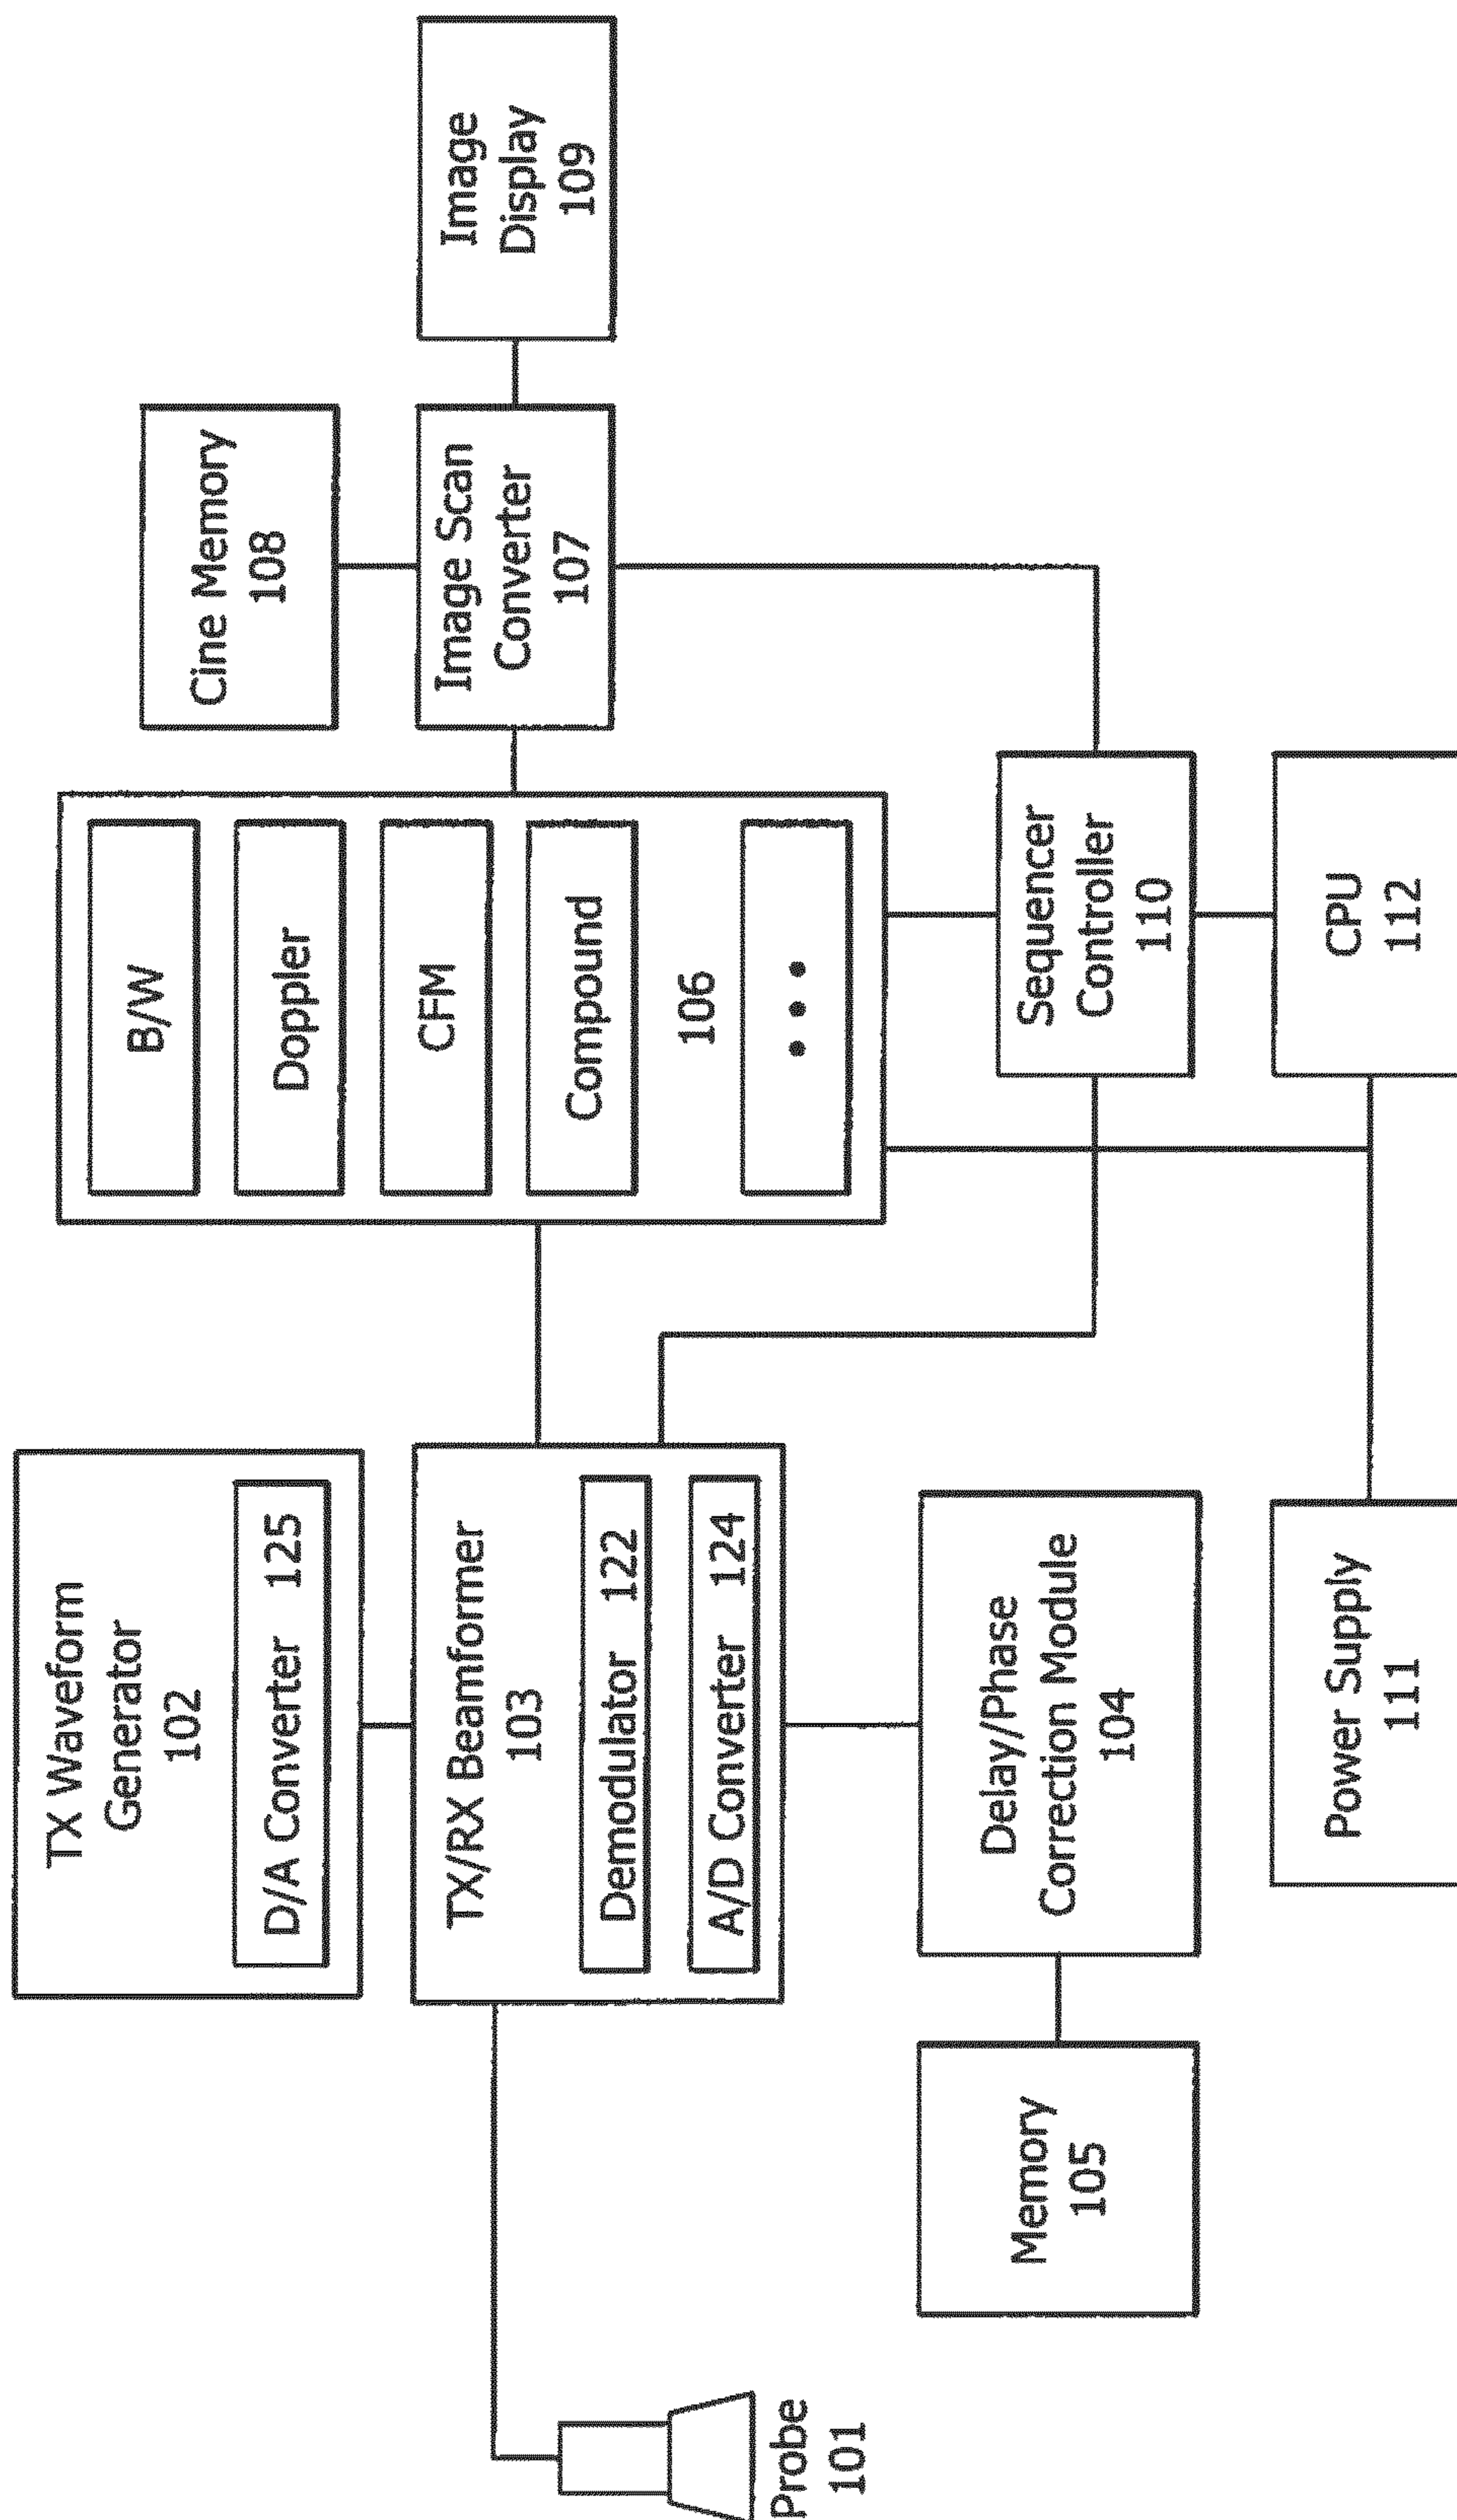 TX Waveform
Generator
102
D/A Converter 125
TX/RX Beamformer
103
Demodulator 122
A/D Converter 124
Probe
101
Memory
105
Delay/Phase
Correction Module
104
B/W
Doppler
CFM
Compound
106
• • •
Cine Memory
108
Image Scan
Converter
107
Image
Display
109
Sequencer
Controller
110
Power Supply
111
CPU
112